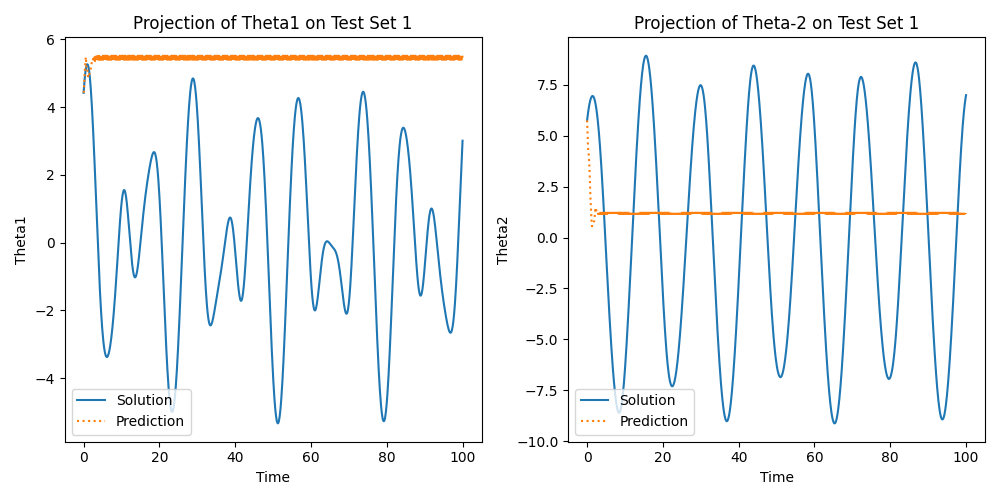 Projection of Theta1 on Test Set 1
6
4
2
0
−2
−4
Theta1
0 20 40 60 80 100
Time
Solution
Prediction
Projection of Theta-2 on Test Set 1
7.5
5.0
2.5
0.0
−2.5
−5.0
−7.5
−10.0
Theta2
0 20 40 60 80 100
Time
Solution
Prediction